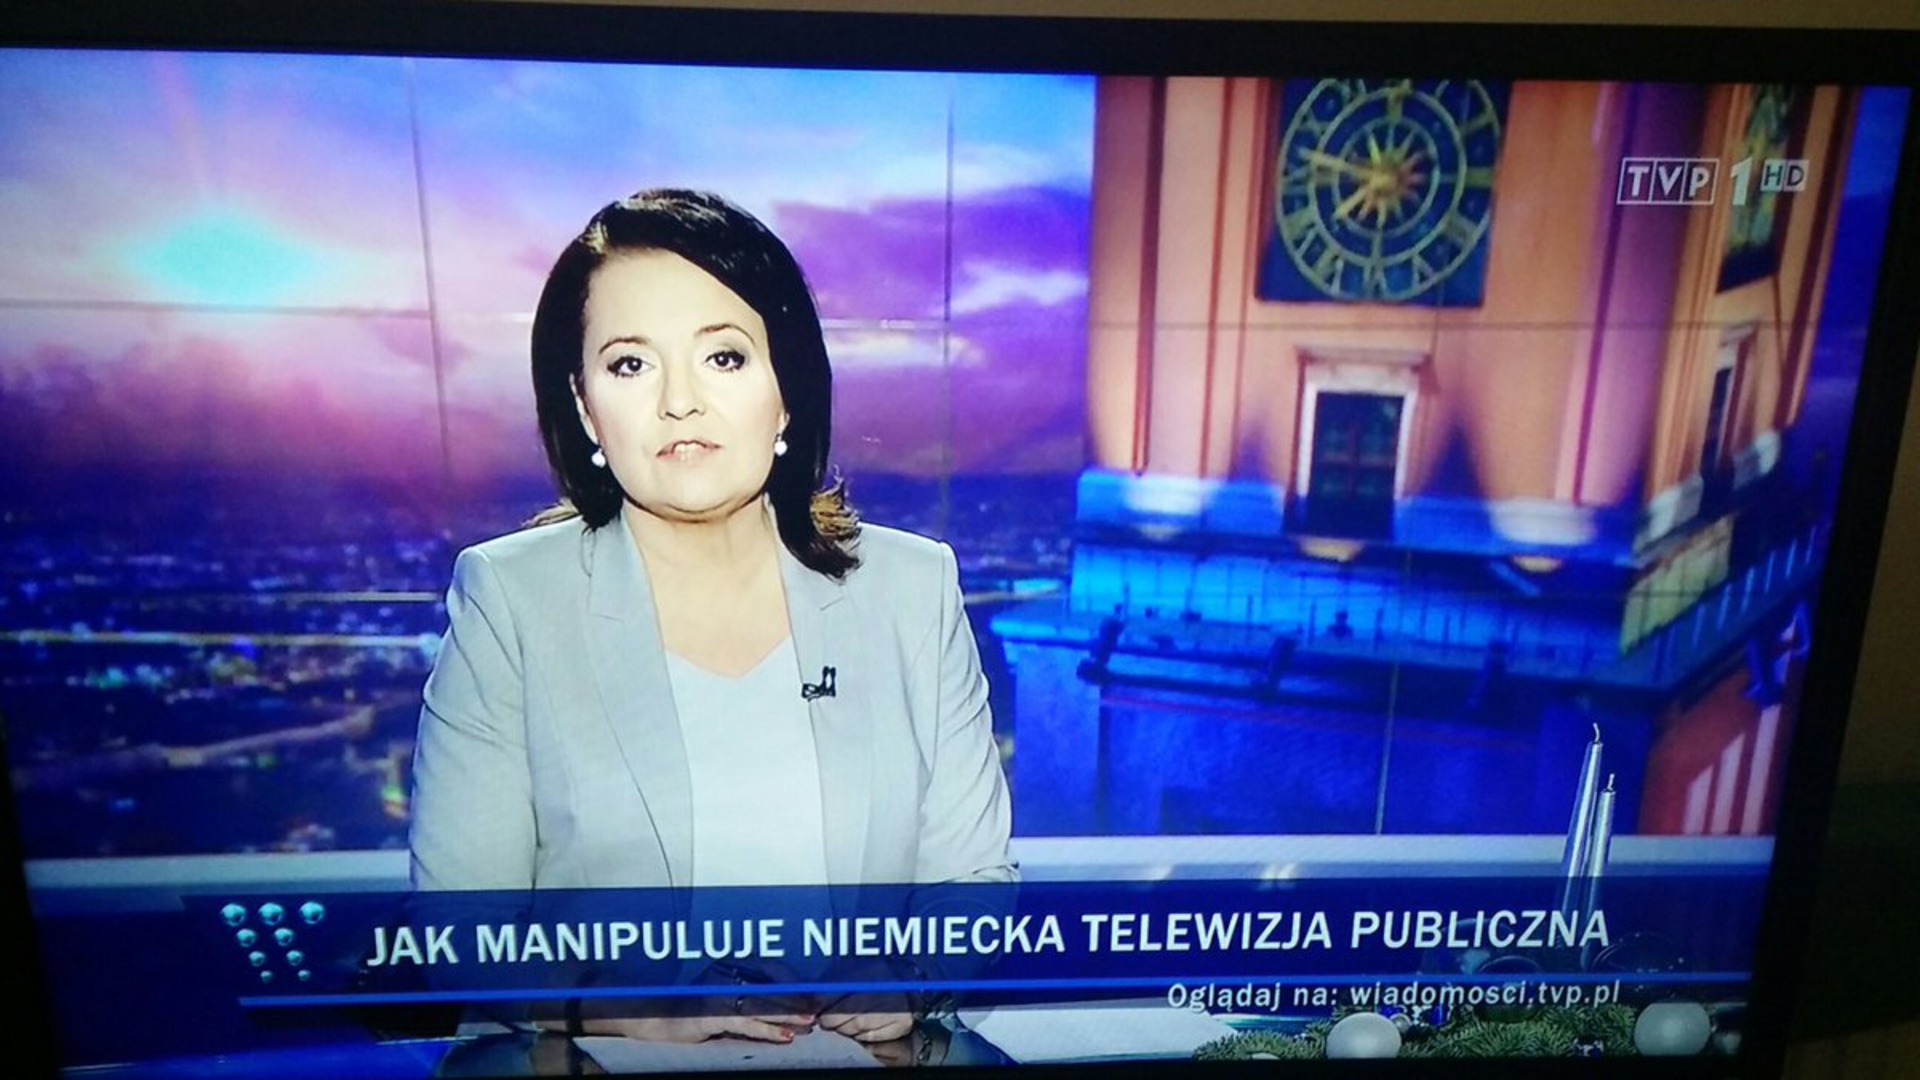 TVP 1 HD
JAK MANIPULUJE NIEMIECKA TELEWIZJA PUBLICZNA
Oglądaj na: wiadomosci.tvp.pl